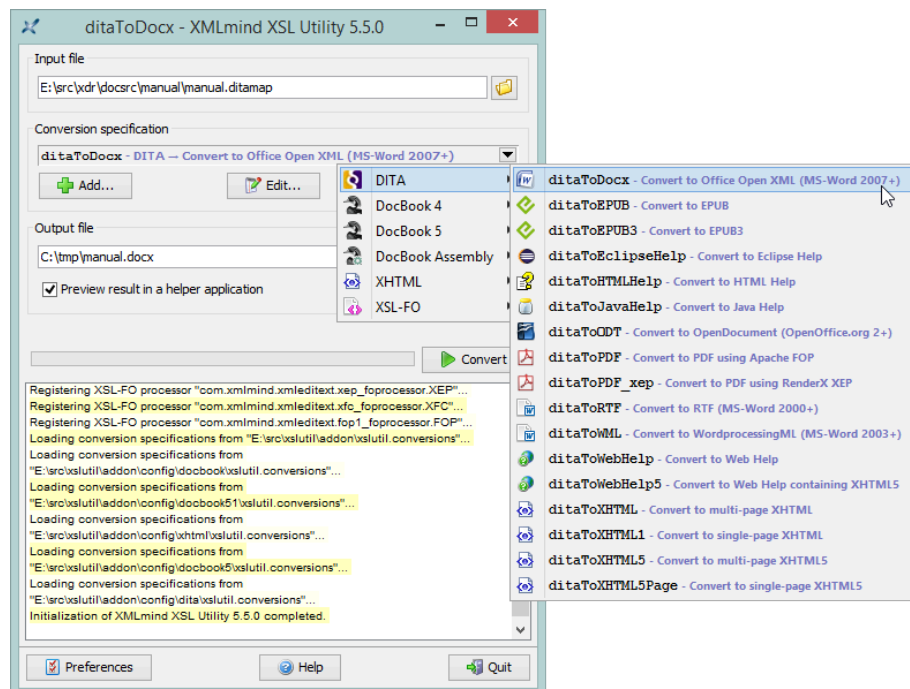 ditaToDocx - XMLmind XSL Utility 5.5.0
Input file
E:\src\xdr\docsrc\manual\manual.ditamap
Conversion specification
ditaToDocx - DITA → Convert to Office Open XML (MS-Word 2007+)
Add...
Edit...
Output file
C:\tmp\manual.docx
Preview result in a helper application
Convert
DITA
DocBook 4
DocBook 5
DocBook Assembly
XHTML
XSL-FO
ditaToDocx - Convert to Office Open XML (MS-Word 2007+)
ditaToEPUB - Convert to EPUB
ditaToEPUB3 - Convert to EPUB3
ditaToEclipseHelp - Convert to Eclipse Help
ditaToHTMLHelp - Convert to HTML Help
ditaToJavaHelp - Convert to Java Help
ditaToODT - Convert to OpenDocument (OpenOffice.org 2+)
ditaToPDF - Convert to PDF using Apache FOP
ditaToPDF_xep - Convert to PDF using RenderX XEP
ditaToRTF - Convert to RTF (MS-Word 2000+)
ditaToWML - Convert to WordprocessingML (MS-Word 2003+)
ditaToWebHelp - Convert to Web Help
ditaToWebHelp5 - Convert to Web Help containing XHTML5
ditaToXHTML - Convert to multi-page XHTML
ditaToXHTML1 - Convert to single-page XHTML
ditaToXHTML5 - Convert to multi-page XHTML5
ditaToXHTML5Page - Convert to single-page XHTML5
Registering XSL-FO processor "com.xmlmind.xmleditext.xep_foprocessor.XEP"...
Registering XSL-FO processor "com.xmlmind.xmleditext.xfc_foprocessor.XFC"...
Registering XSL-FO processor "com.xmlmind.xmleditext.fop1_foprocessor.FOP"...
Loading conversion specifications from "E:\src\xslutil\addon\xslutil.conversions"...
Loading conversion specifications from
"E:\src\xslutil\addon\config\docbook\xslutil.conversions"...
Loading conversion specifications from
"E:\src\xslutil\addon\config\docbook51\xslutil.conversions"...
Loading conversion specifications from
"E:\src\xslutil\addon\config\xhtml\xslutil.conversions"...
Loading conversion specifications from
"E:\src\xslutil\addon\config\docbook5\xslutil.conversions"...
Loading conversion specifications from
"E:\src\xslutil\addon\config\dita\xslutil.conversions"...
Initialization of XMLmind XSL Utility 5.5.0 completed.
Preferences
Help
Quit